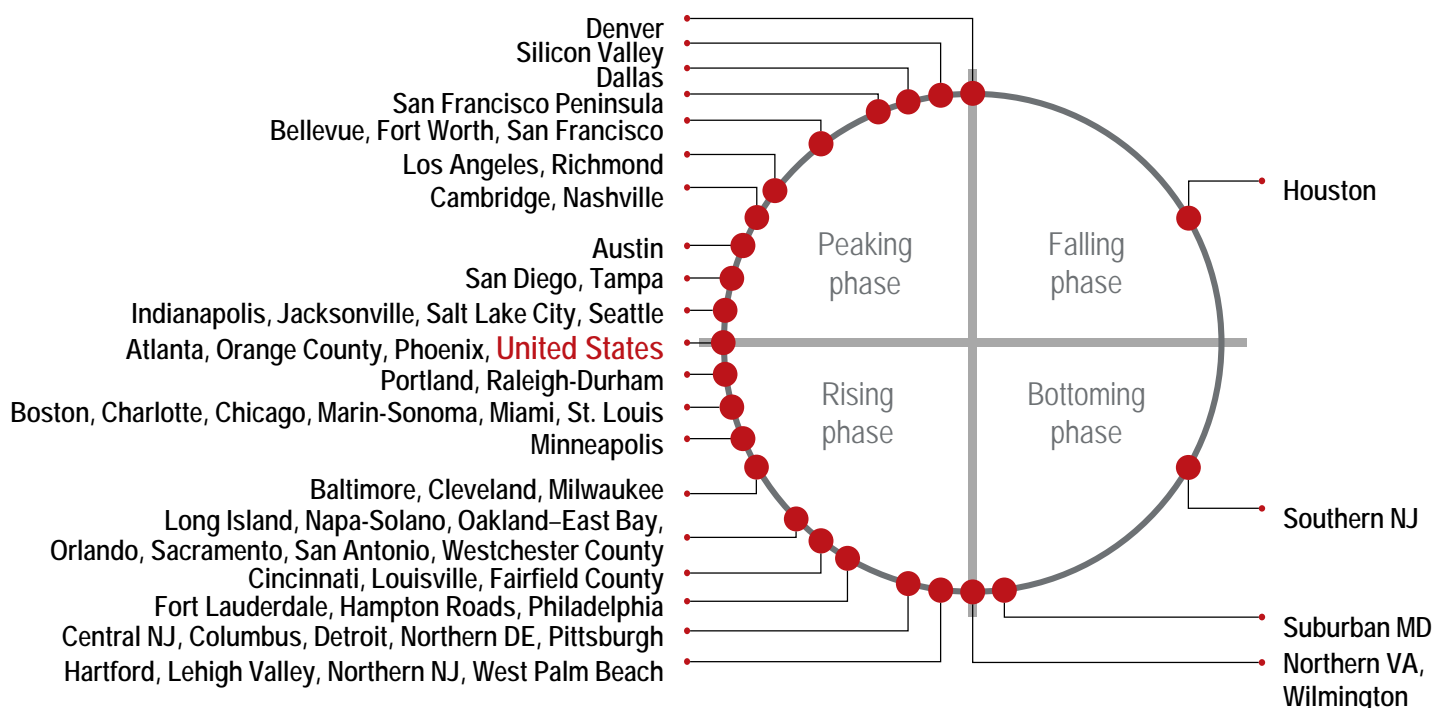 Denver
Silicon Valley
Dallas
San Francisco Peninsula
Bellevue, Fort Worth, San Francisco
Los Angeles, Richmond
Cambridge, Nashville
Austin
San Diego, Tampa
Indianapolis, Jacksonville, Salt Lake City, Seattle
Atlanta, Orange County, Phoenix, United States
Portland, Raleigh-Durham
Boston, Charlotte, Chicago, Marin-Sonoma, Miami, St. Louis
Minneapolis
Baltimore, Cleveland, Milwaukee
Long Island, Napa-Solano, Oakland–East Bay,
Orlando, Sacramento, San Antonio, Westchester County
Cincinnati, Louisville, Fairfield County
Fort Lauderdale, Hampton Roads, Philadelphia
Central NJ, Columbus, Detroit, Northern DE, Pittsburgh
Hartford, Lehigh Valley, Northern NJ, West Palm Beach
Peaking
phase
Falling
phase
Rising
phase
Bottoming
phase
Houston
Southern NJ
Suburban MD
Northern VA,
Wilmington